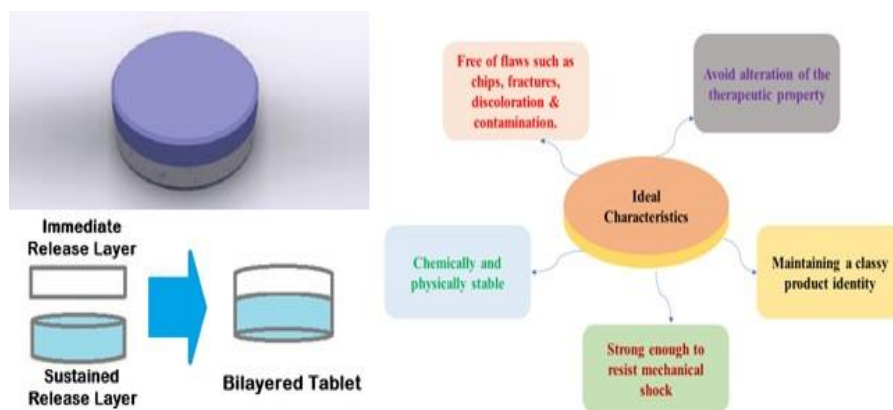 Immediate
Release Layer
Sustained
Release Layer
Bilayered Tablet
Free of flaws such as
chips, fractures,
discoloration &
contamination.
Avoid alteration of the
therapeutic property
Ideal
Characteristics
Chemically and
physically stable
Maintaining a classy
product identity
Strong enough to
resist mechanical
shock